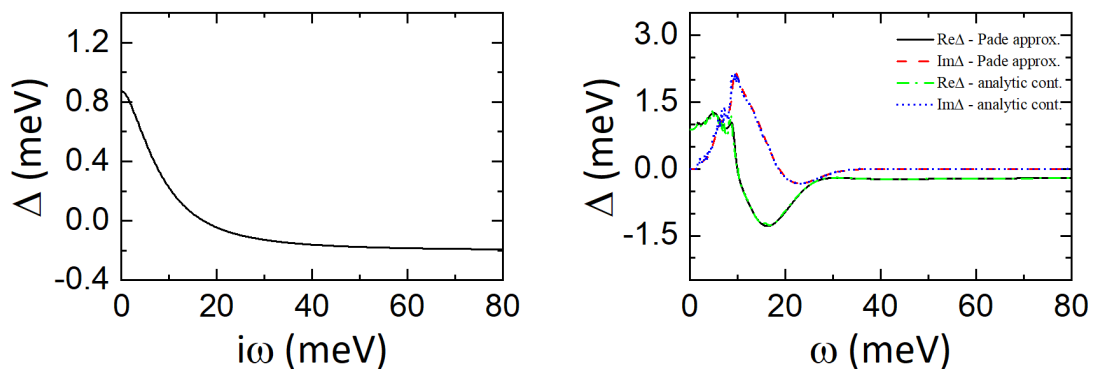 1.2
0.8
0.4
0.0
-0.4
Δ (meV)
0
20
40
60
80
iω (meV)
3.0
1.5
0.0
-1.5
Δ (meV)
0
20
40
60
80
ω (meV)
ReΔ - Pade approx.
ImΔ - Pade approx.
ReΔ - analytic cont.
ImΔ - analytic cont.